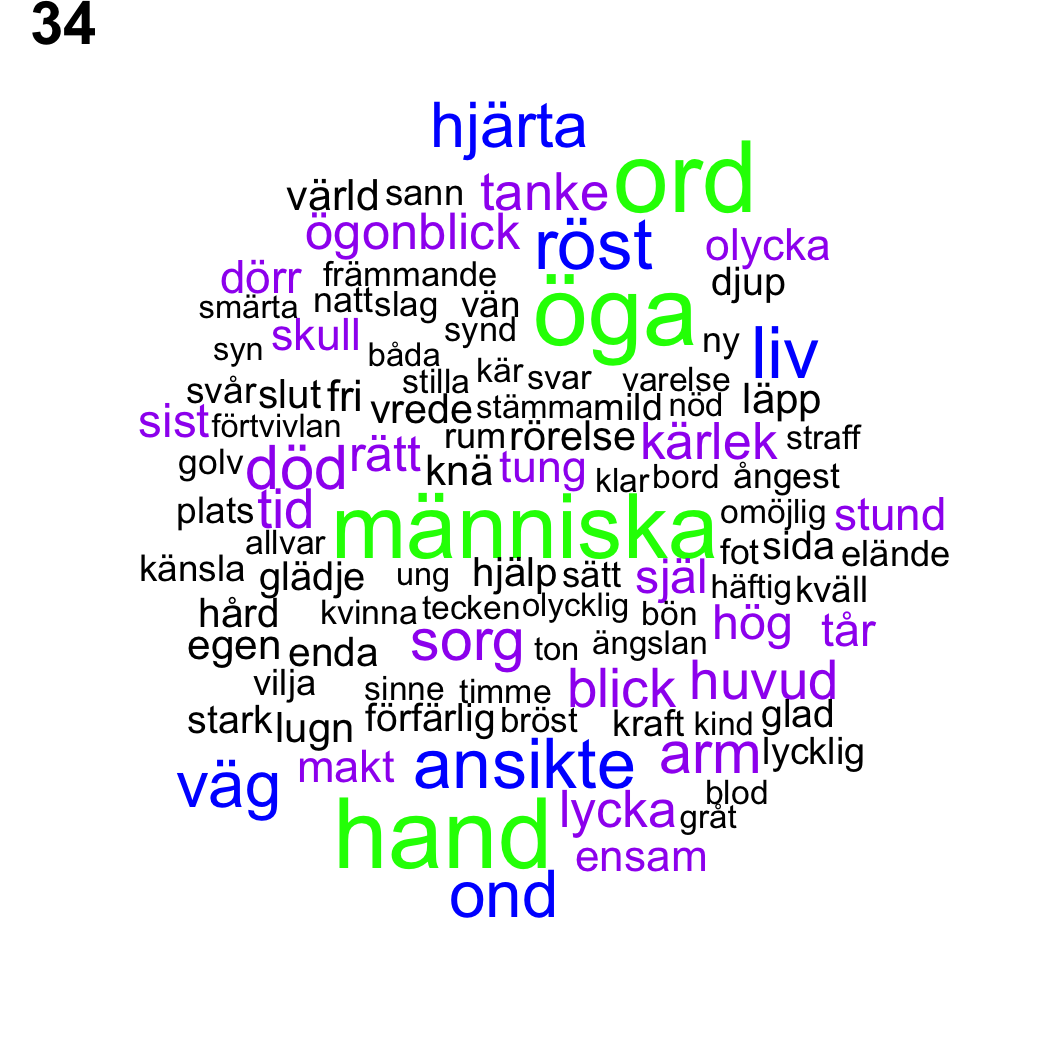 34
hjärta
ord
värld sann tanke
ögonblick röst olycka
dörr främmande djup
smärta natt slag vän öga
skull synd ny liv
syn båda
stilla kär svar varelse
svår slut fri vrede stämma mild nöd läpp
sist förtvivlan rum rörelse kärlek straff
golv död rätt knä tung klar bord ångest
plats tid människa omöjlig stund
allvar fot sida elände
känsla glädje ung hjälp sätt själ häftig kväll
hård kvinna tecken olycklig bön hög tår
egen enda sorg ton ängslan
vilja sinne timme blick huvud
stark lugn förfärlig bröst kraft kind glad
väg makt ansikte arm lycklig
blod
hand lycka gråt
ensam
ond